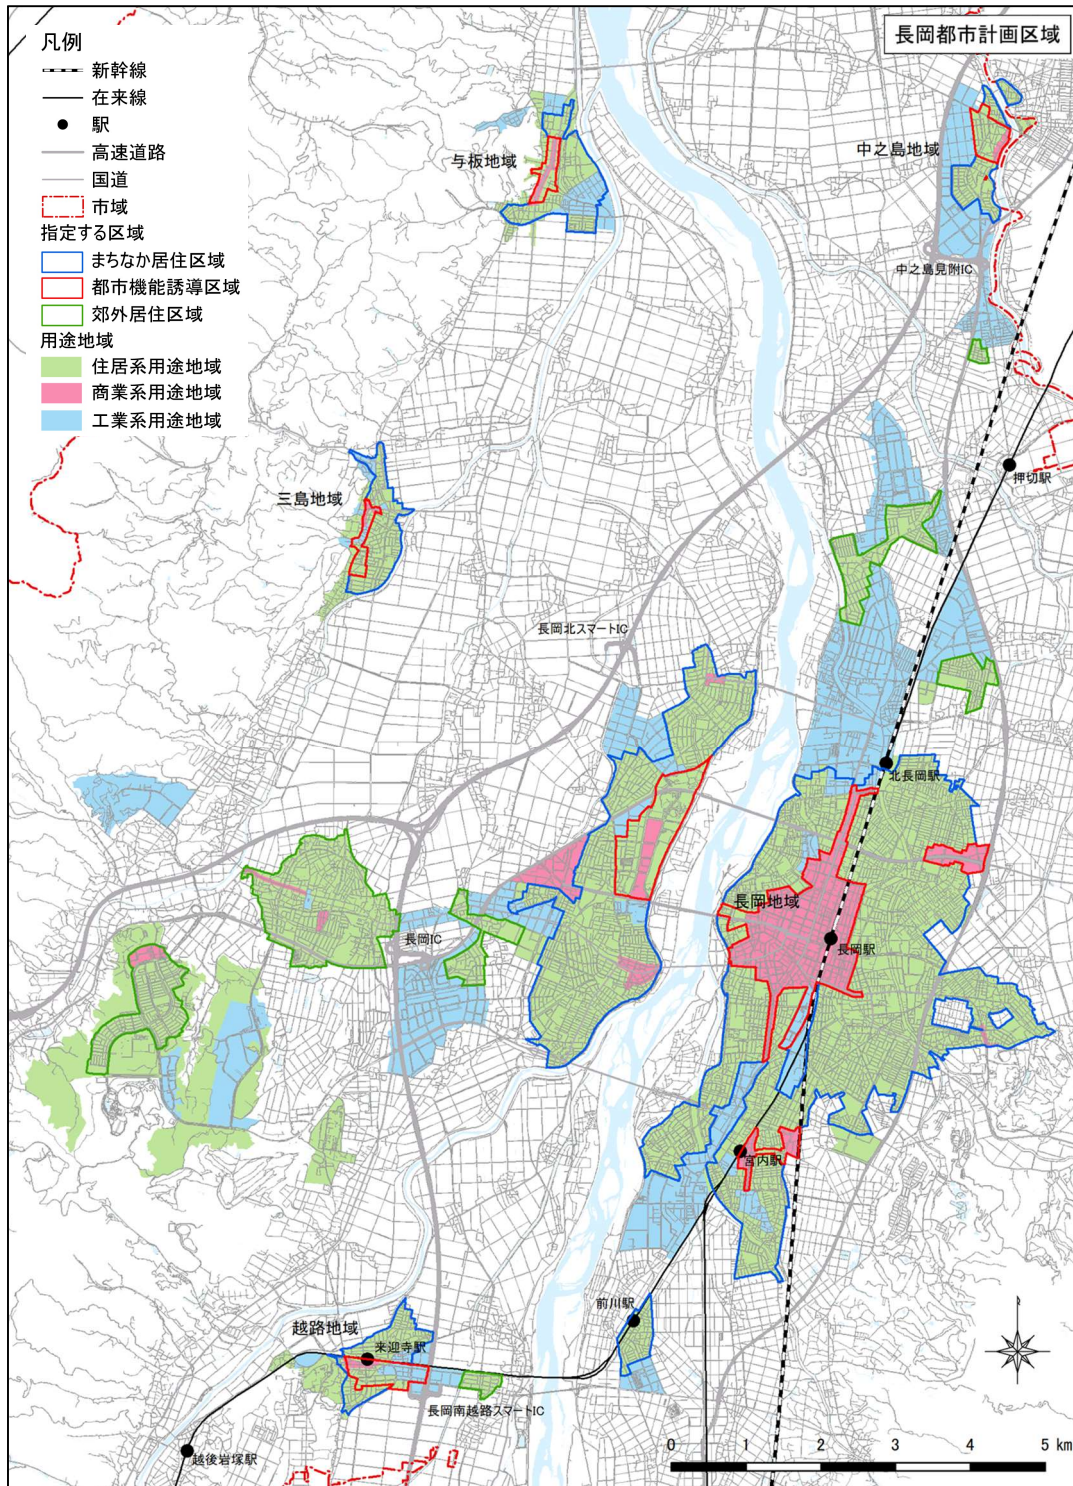 長岡都市計画区域
凡例
新幹線
在来線
駅
高速道路
国道
市域
指定する区域
まちなか居住区域
都市機能誘導区域
郊外居住区域
用途地域
住居系用途地域
商業系用途地域
工業系用途地域
与板地域
中之島地域
中之島見附IC
押切駅
三島地域
長岡北スマートIC
北長岡駅
長岡地域
長岡駅
長岡IC
宮内駅
前川駅
越路地域
来迎寺駅
長岡南越路スマートIC
越後岩塚駅
0 1 2 3 4 5 km